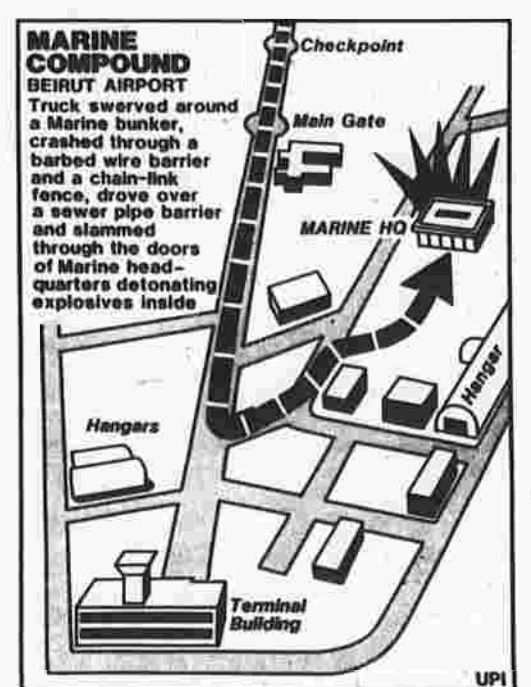 MARINE
COMPOUND
BEIRUT AIRPORT
Truck swerved around
a Marine bunker,
crashed through a
barbed wire barrier
and a chain-link
fence, drove over
a sewer pipe barrier
and slammed
through the doors
of Marine head-
quarters detonating
explosives inside
Checkpoint
Main Gate
MARINE HQ
Hanger
Hangars
Terminal
Building
UPI